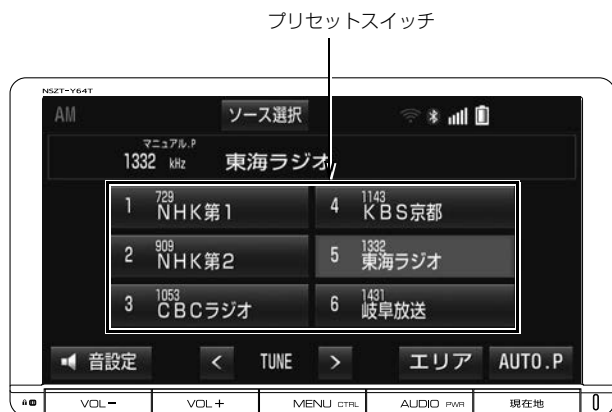 プリセットスイッチ
NSZT-Y64T
AM ソース選択
マニュアル.P
1332 kHz 東海ラジオ
1 729 NHK第1
4 1143 KBS京都
2 909 NHK第2
5 1332 東海ラジオ
3 1053 CBCラジオ
6 1431 岐阜放送
音設定 < TUNE > エリア AUTO.P
VOL− VOL+ MENU CTRL AUDIO PWR 現在地